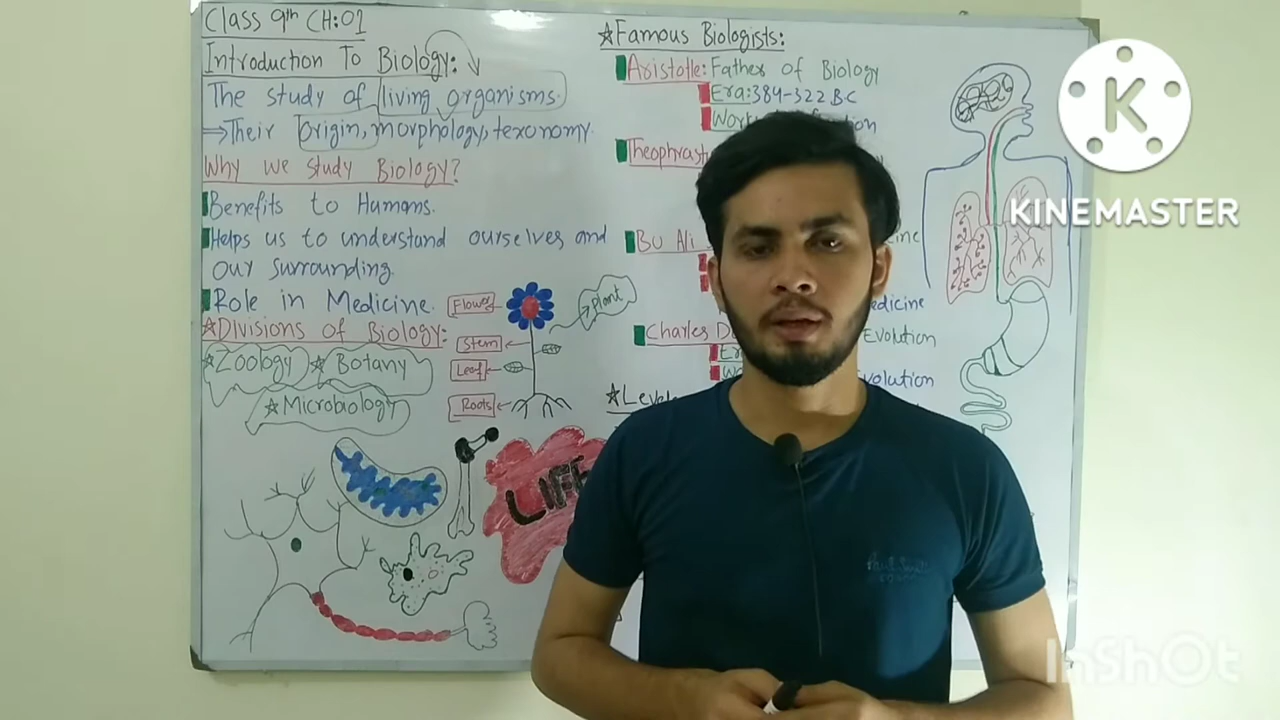 Class 9th CH:01
Introduction To Biology:
The study of living organisms.
⇒Their origin, morphology, texonomy.
Why we study Biology?
Benefits to Humans.
Helps us to understand ourselves and
our surrounding.
Role in Medicine.
☆Divisions of Biology:
☆Zoology ☆Botany
☆Microbiology
Flower
Stem
Leaf
Roots
Plant
LIFE
☆Famous Biologists:
Aristotle: Father of Biology
Era: 384-322 BC
Bu Ali
Charles
Evolution
☆Level
K
KINEMASTER
InShOt